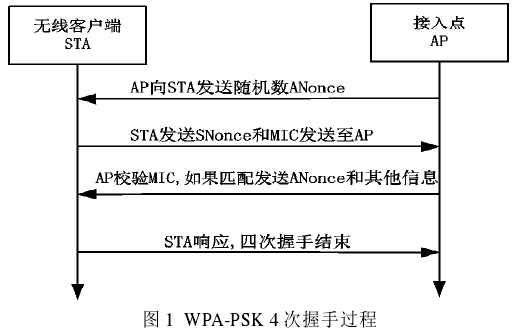 无线客户端
STA
接入点
AP
AP向STA发送随机数ANonce
STA发送SNonce和MIC发送至AP
AP校验MIC,如果匹配发送ANonce和其他信息
STA响应,四次握手结束
图1 WPA-PSK 4次握手过程